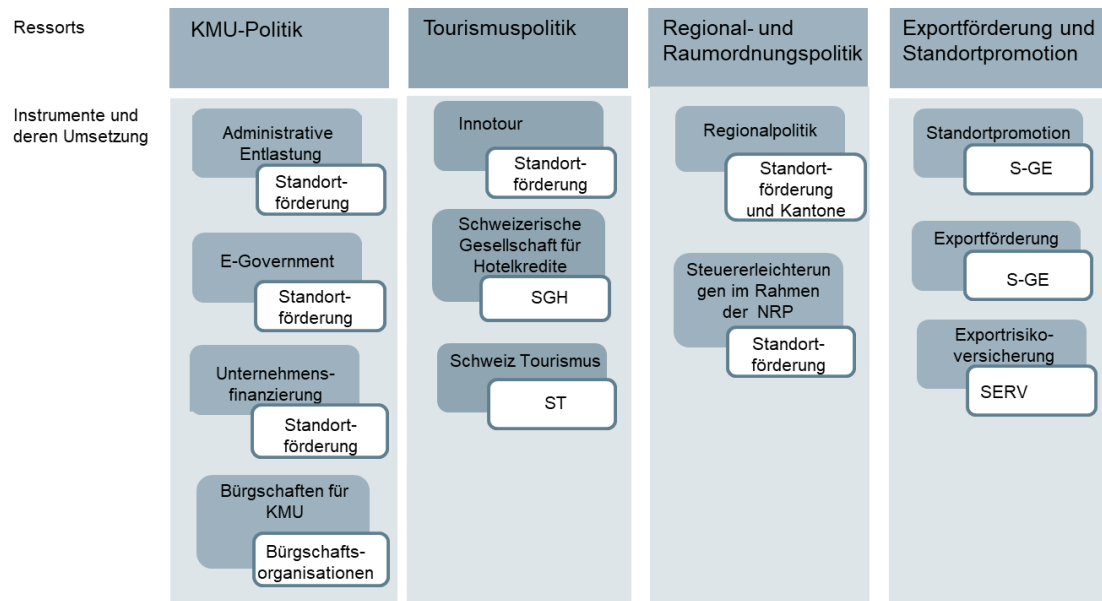 Ressorts
KMU-Politik
Tourismuspolitik
Regional- und
Raumordnungspolitik
Exportförderung und
Standortpromotion
Instrumente und
deren Umsetzung
Administrative
Entlastung
Standort-
förderung
E-Government
Standort-
förderung
Unternehmens-
finanzierung
Standort-
förderung
Bürgschaften für
KMU
Bürgschafts-
organisationen
Innotour
Standort-
förderung
Schweizerische
Gesellschaft für
Hotelkredite
SGH
Schweiz Tourismus
ST
Regionalpolitik
Standort-
förderung
und Kantone
Steuererleichterun
gen im Rahmen
der NRP
Standort-
förderung
Standortpromotion
S-GE
Exportförderung
S-GE
Exportrisiko-
versicherung
SERV